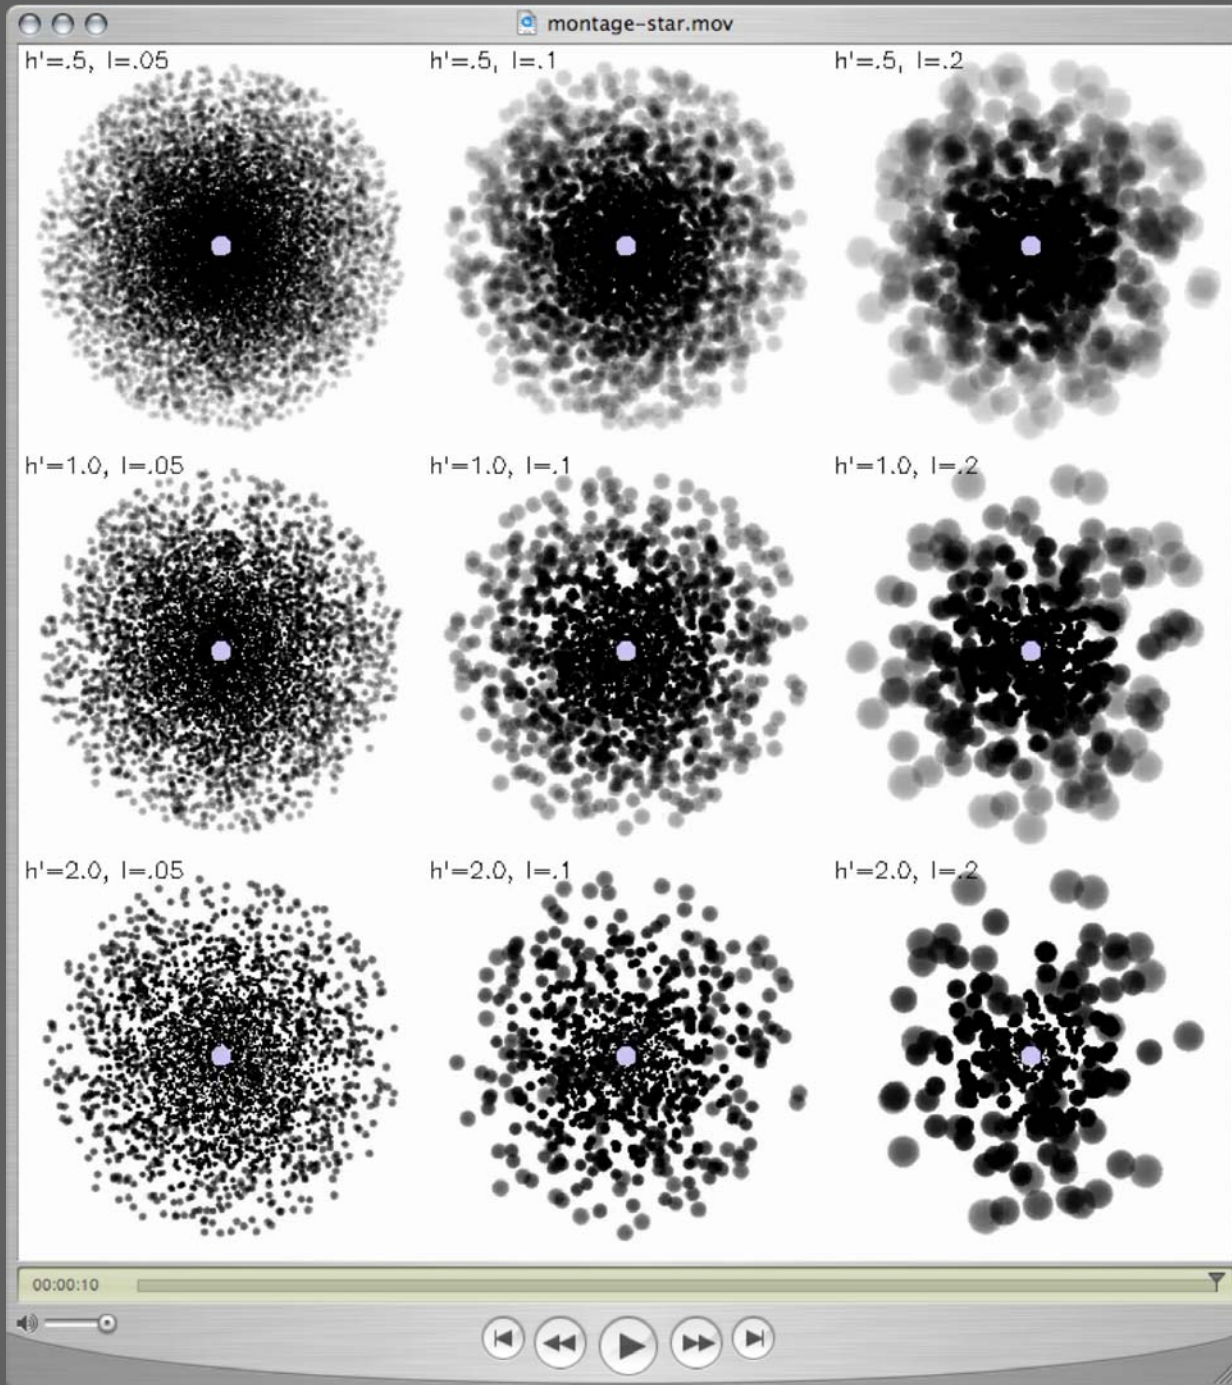 montage-star.mov
h'=.5, l=.05
h'=.5, l=.1
h'=.5, l=.2
h'=1.0, l=.05
h'=1.0, l=.1
h'=1.0, l=.2
h'=2.0, l=.05
h'=2.0, l=.1
h'=2.0, l=.2
00:00:10